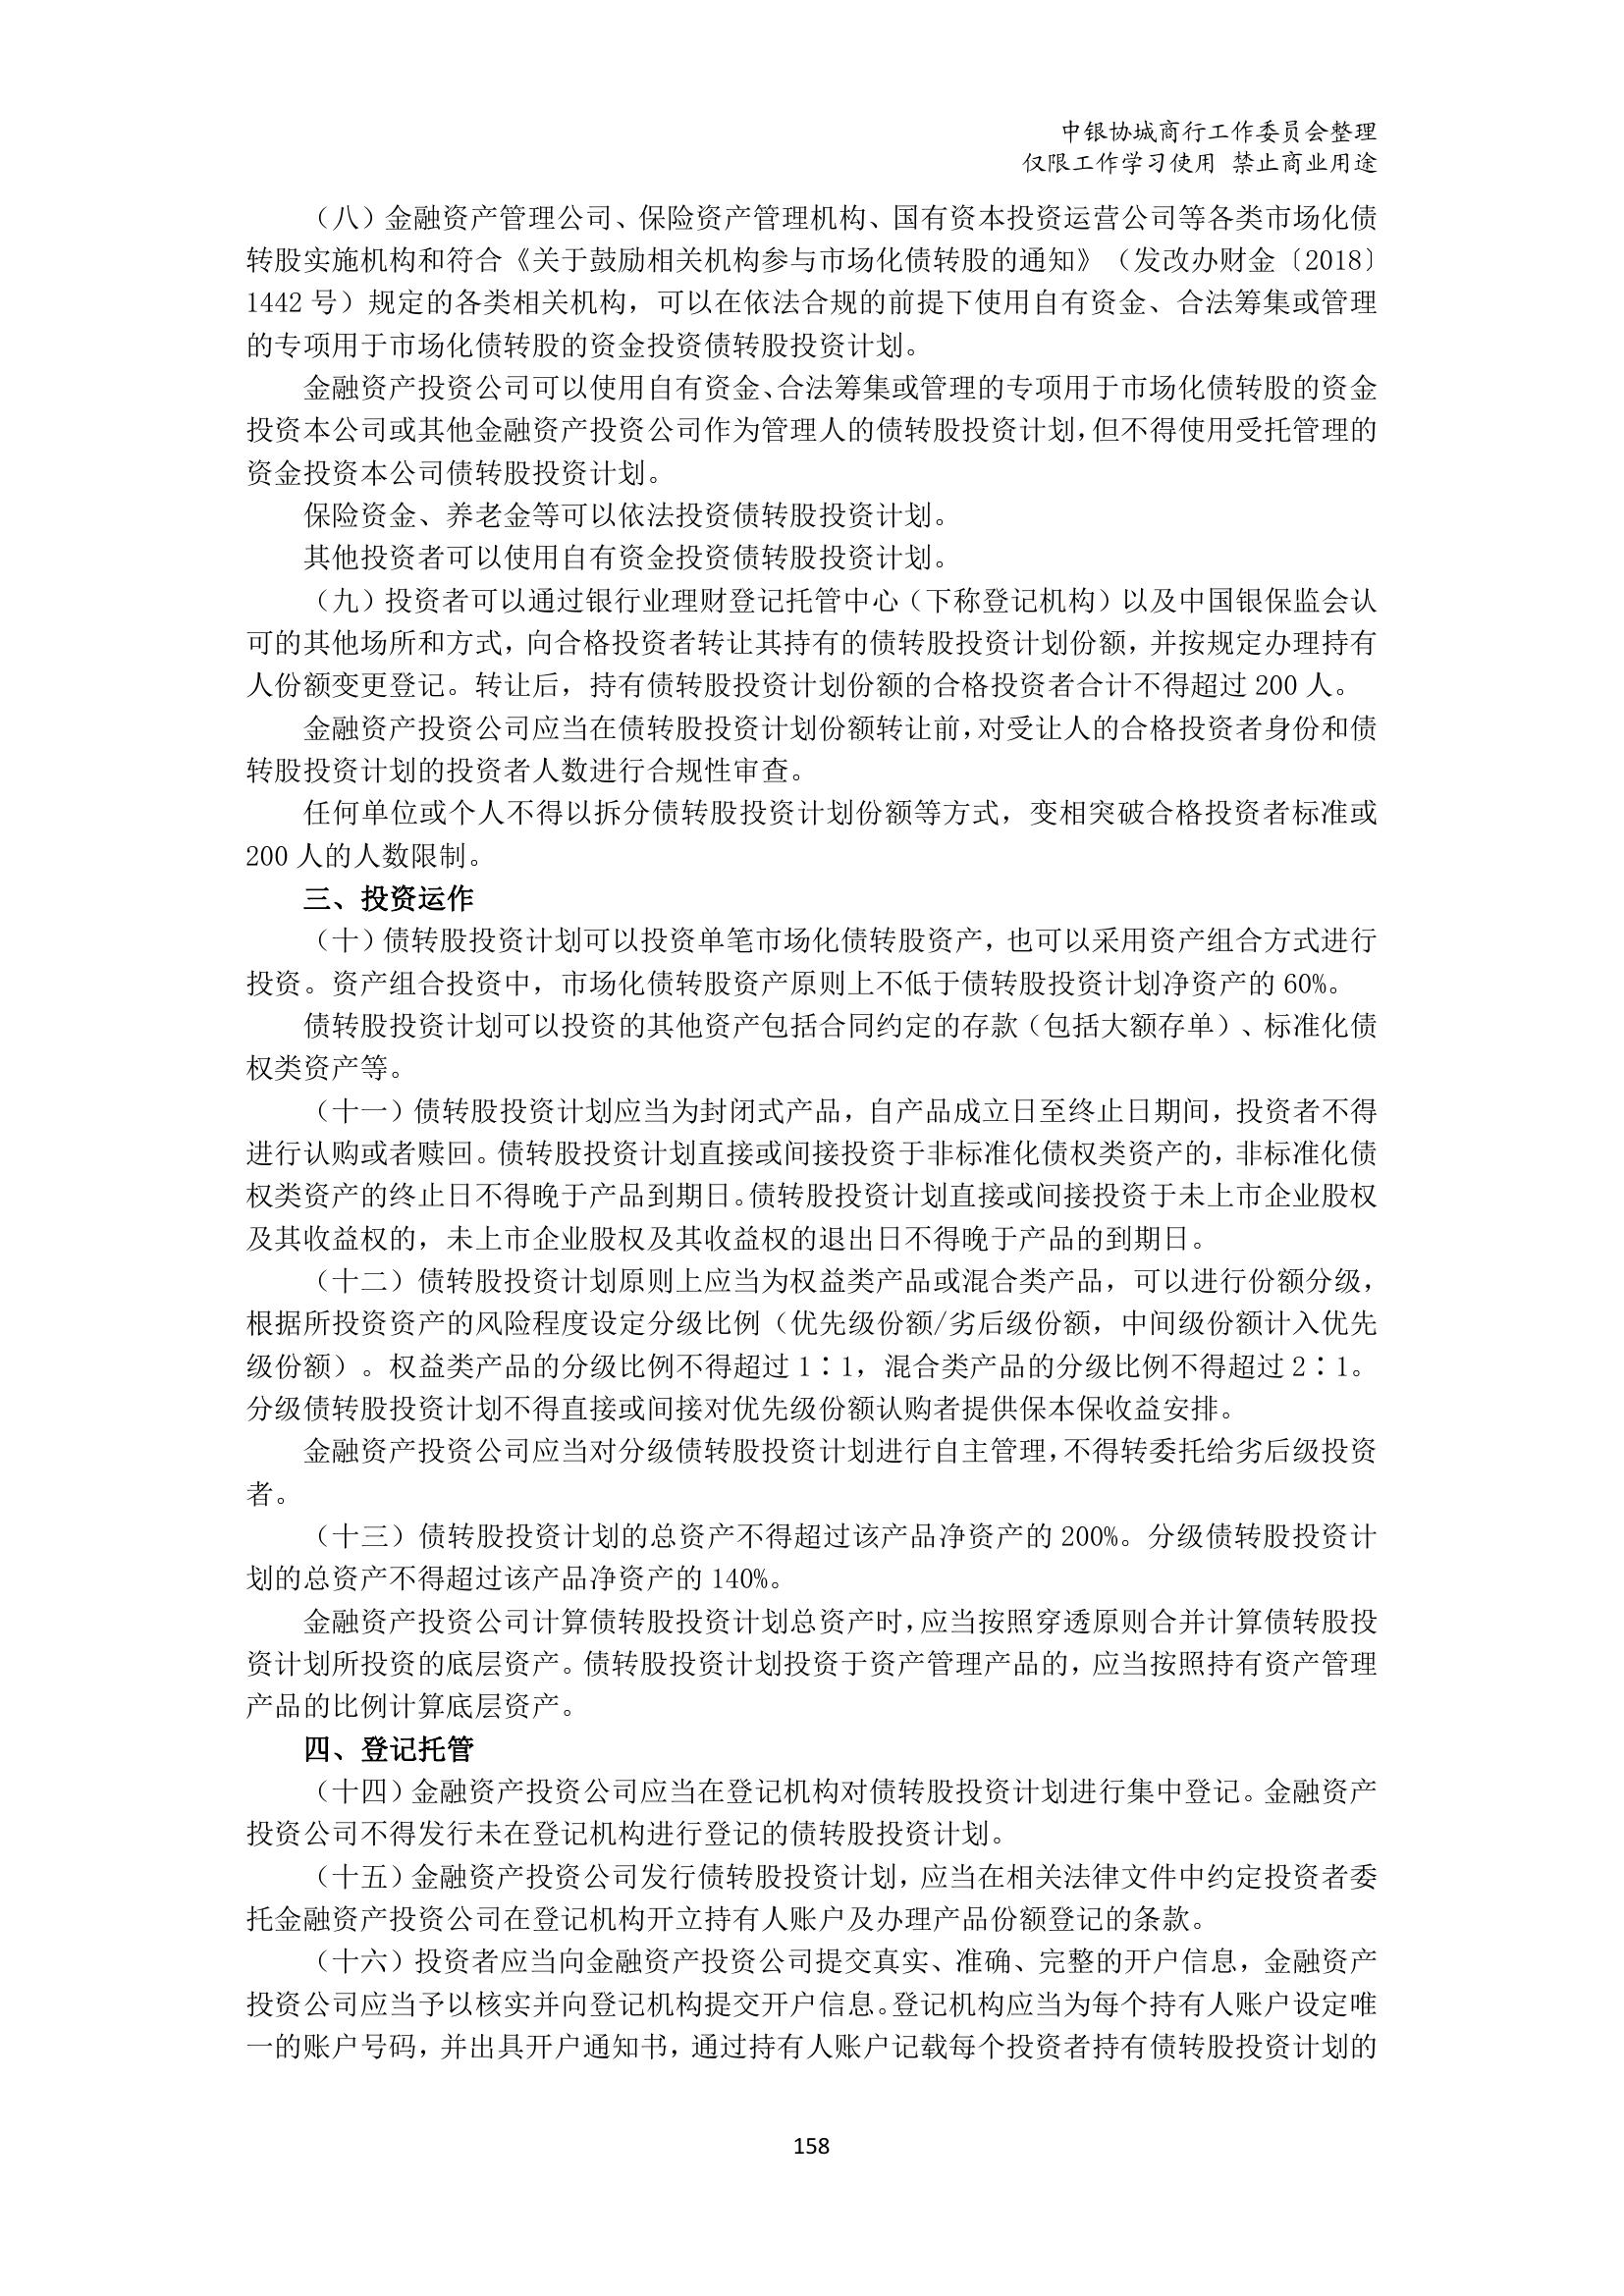 中银协城商行工作委员会整理
仅限工作学习使用 禁止商业用途
（八）金融资产管理公司、保险资产管理机构、国有资本投资运营公司等各类市场化债
转股实施机构和符合《关于鼓励相关机构参与市场化债转股的通知》（发改办财金〔2018〕
1442 号）规定的各类相关机构，可以在依法合规的前提下使用自有资金、合法筹集或管理
的专项用于市场化债转股的资金投资债转股投资计划。
金融资产投资公司可以使用自有资金、合法筹集或管理的专项用于市场化债转股的资金
投资本公司或其他金融资产投资公司作为管理人的债转股投资计划，但不得使用受托管理的
资金投资本公司债转股投资计划。
保险资金、养老金等可以依法投资债转股投资计划。
其他投资者可以使用自有资金投资债转股投资计划。
（九）投资者可以通过银行业理财登记托管中心（下称登记机构）以及中国银保监会认
可的其他场所和方式，向合格投资者转让其持有的债转股投资计划份额，并按规定办理持有
人份额变更登记。转让后，持有债转股投资计划份额的合格投资者合计不得超过 200 人。
金融资产投资公司应当在债转股投资计划份额转让前，对受让人的合格投资者身份和债
转股投资计划的投资者人数进行合规性审查。
任何单位或个人不得以拆分债转股投资计划份额等方式，变相突破合格投资者标准或
200 人的人数限制。
三、投资运作
（十）债转股投资计划可以投资单笔市场化债转股资产，也可以采用资产组合方式进行
投资。资产组合投资中，市场化债转股资产原则上不低于债转股投资计划净资产的 60%。
债转股投资计划可以投资的其他资产包括合同约定的存款（包括大额存单）、标准化债
权类资产等。
（十一）债转股投资计划应当为封闭式产品，自产品成立日至终止日期间，投资者不得
进行认购或者赎回。债转股投资计划直接或间接投资于非标准化债权类资产的，非标准化债
权类资产的终止日不得晚于产品到期日。债转股投资计划直接或间接投资于未上市企业股权
及其收益权的，未上市企业股权及其收益权的退出日不得晚于产品的到期日。
（十二）债转股投资计划原则上应当为权益类产品或混合类产品，可以进行份额分级，
根据所投资资产的风险程度设定分级比例（优先级份额/劣后级份额，中间级份额计入优先
级份额）。权益类产品的分级比例不得超过 1∶1，混合类产品的分级比例不得超过 2∶1。
分级债转股投资计划不得直接或间接对优先级份额认购者提供保本保收益安排。
金融资产投资公司应当对分级债转股投资计划进行自主管理，不得转委托给劣后级投资
者。
（十三）债转股投资计划的总资产不得超过该产品净资产的 200%。分级债转股投资计
划的总资产不得超过该产品净资产的 140%。
金融资产投资公司计算债转股投资计划总资产时，应当按照穿透原则合并计算债转股投
资计划所投资的底层资产。债转股投资计划投资于资产管理产品的，应当按照持有资产管理
产品的比例计算底层资产。
四、登记托管
（十四）金融资产投资公司应当在登记机构对债转股投资计划进行集中登记。金融资产
投资公司不得发行未在登记机构进行登记的债转股投资计划。
（十五）金融资产投资公司发行债转股投资计划，应当在相关法律文件中约定投资者委
托金融资产投资公司在登记机构开立持有人账户及办理产品份额登记的条款。
（十六）投资者应当向金融资产投资公司提交真实、准确、完整的开户信息，金融资产
投资公司应当予以核实并向登记机构提交开户信息。登记机构应当为每个持有人账户设定唯
一的账户号码，并出具开户通知书，通过持有人账户记载每个投资者持有债转股投资计划的
158